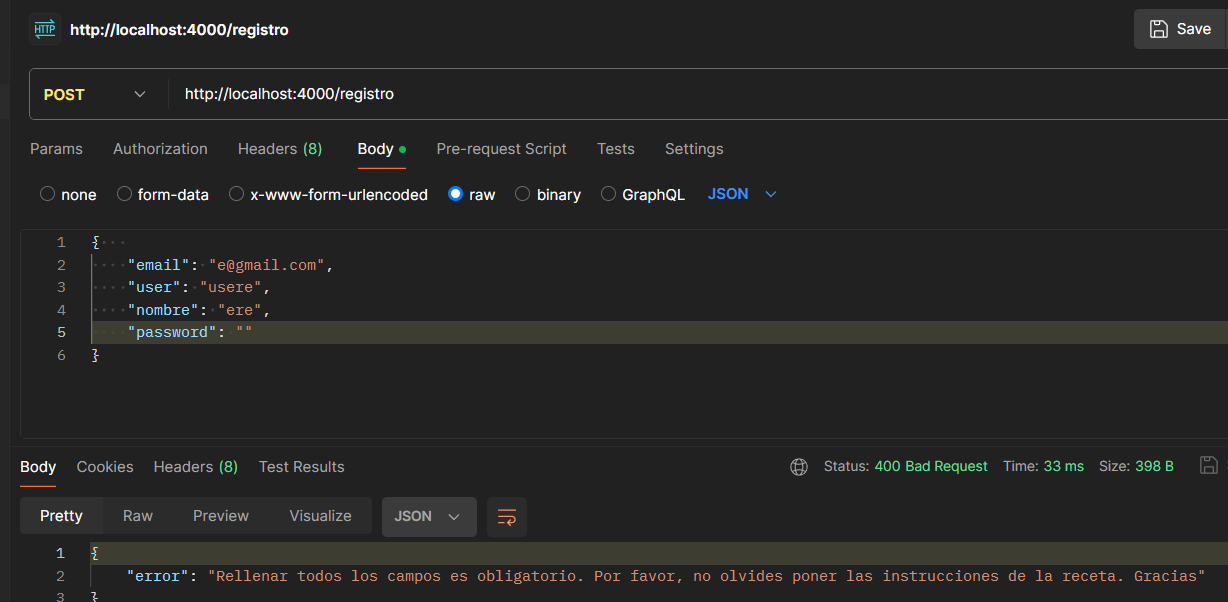 HTTP http://localhost:4000/registro Save
POST http://localhost:4000/registro
Params Authorization Headers (8) Body Pre-request Script Tests Settings
none form-data x-www-form-urlencoded raw binary GraphQL JSON
1 {
2 "email": "e@gmail.com",
3 "user": "usere",
4 "nombre": "ere",
5 "password": ""
6 }
Body Cookies Headers (8) Test Results Status: 400 Bad Request Time: 33 ms Size: 398 B
Pretty Raw Preview Visualize JSON
1 {
2 "error": "Rellenar todos los campos es obligatorio. Por favor, no olvides poner las instrucciones de la receta. Gracias"
3 }